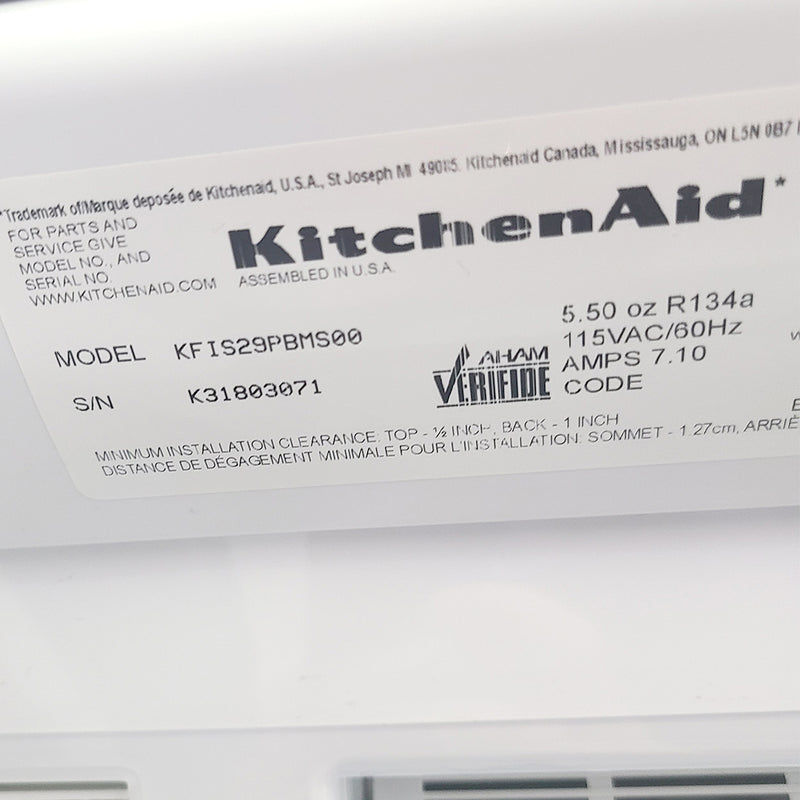 *Trademark of/Marque deposée de Kitchenaid, U.S.A., St Joseph MI 49085. Kitchenaid Canada, Mississauga, ON L5N 0B7
FOR PARTS AND
SERVICE GIVE
MODEL NO., AND
SERIAL NO.
WWW.KITCHENAID.COM
KitchenAid*
ASSEMBLED IN U.S.A.
MODEL KFIS29PBMS00
S/N K31803071
AHAM
VERIFIDE
5.50 oz R134a
115VAC/60Hz
AMPS 7.10
CODE
MINIMUM INSTALLATION CLEARANCE: TOP - ½ INCH, BACK - 1 INCH
DISTANCE DE DÉGAGEMENT MINIMALE POUR L'INSTALLATION: SOMMET - 1.27cm, ARRIÈ